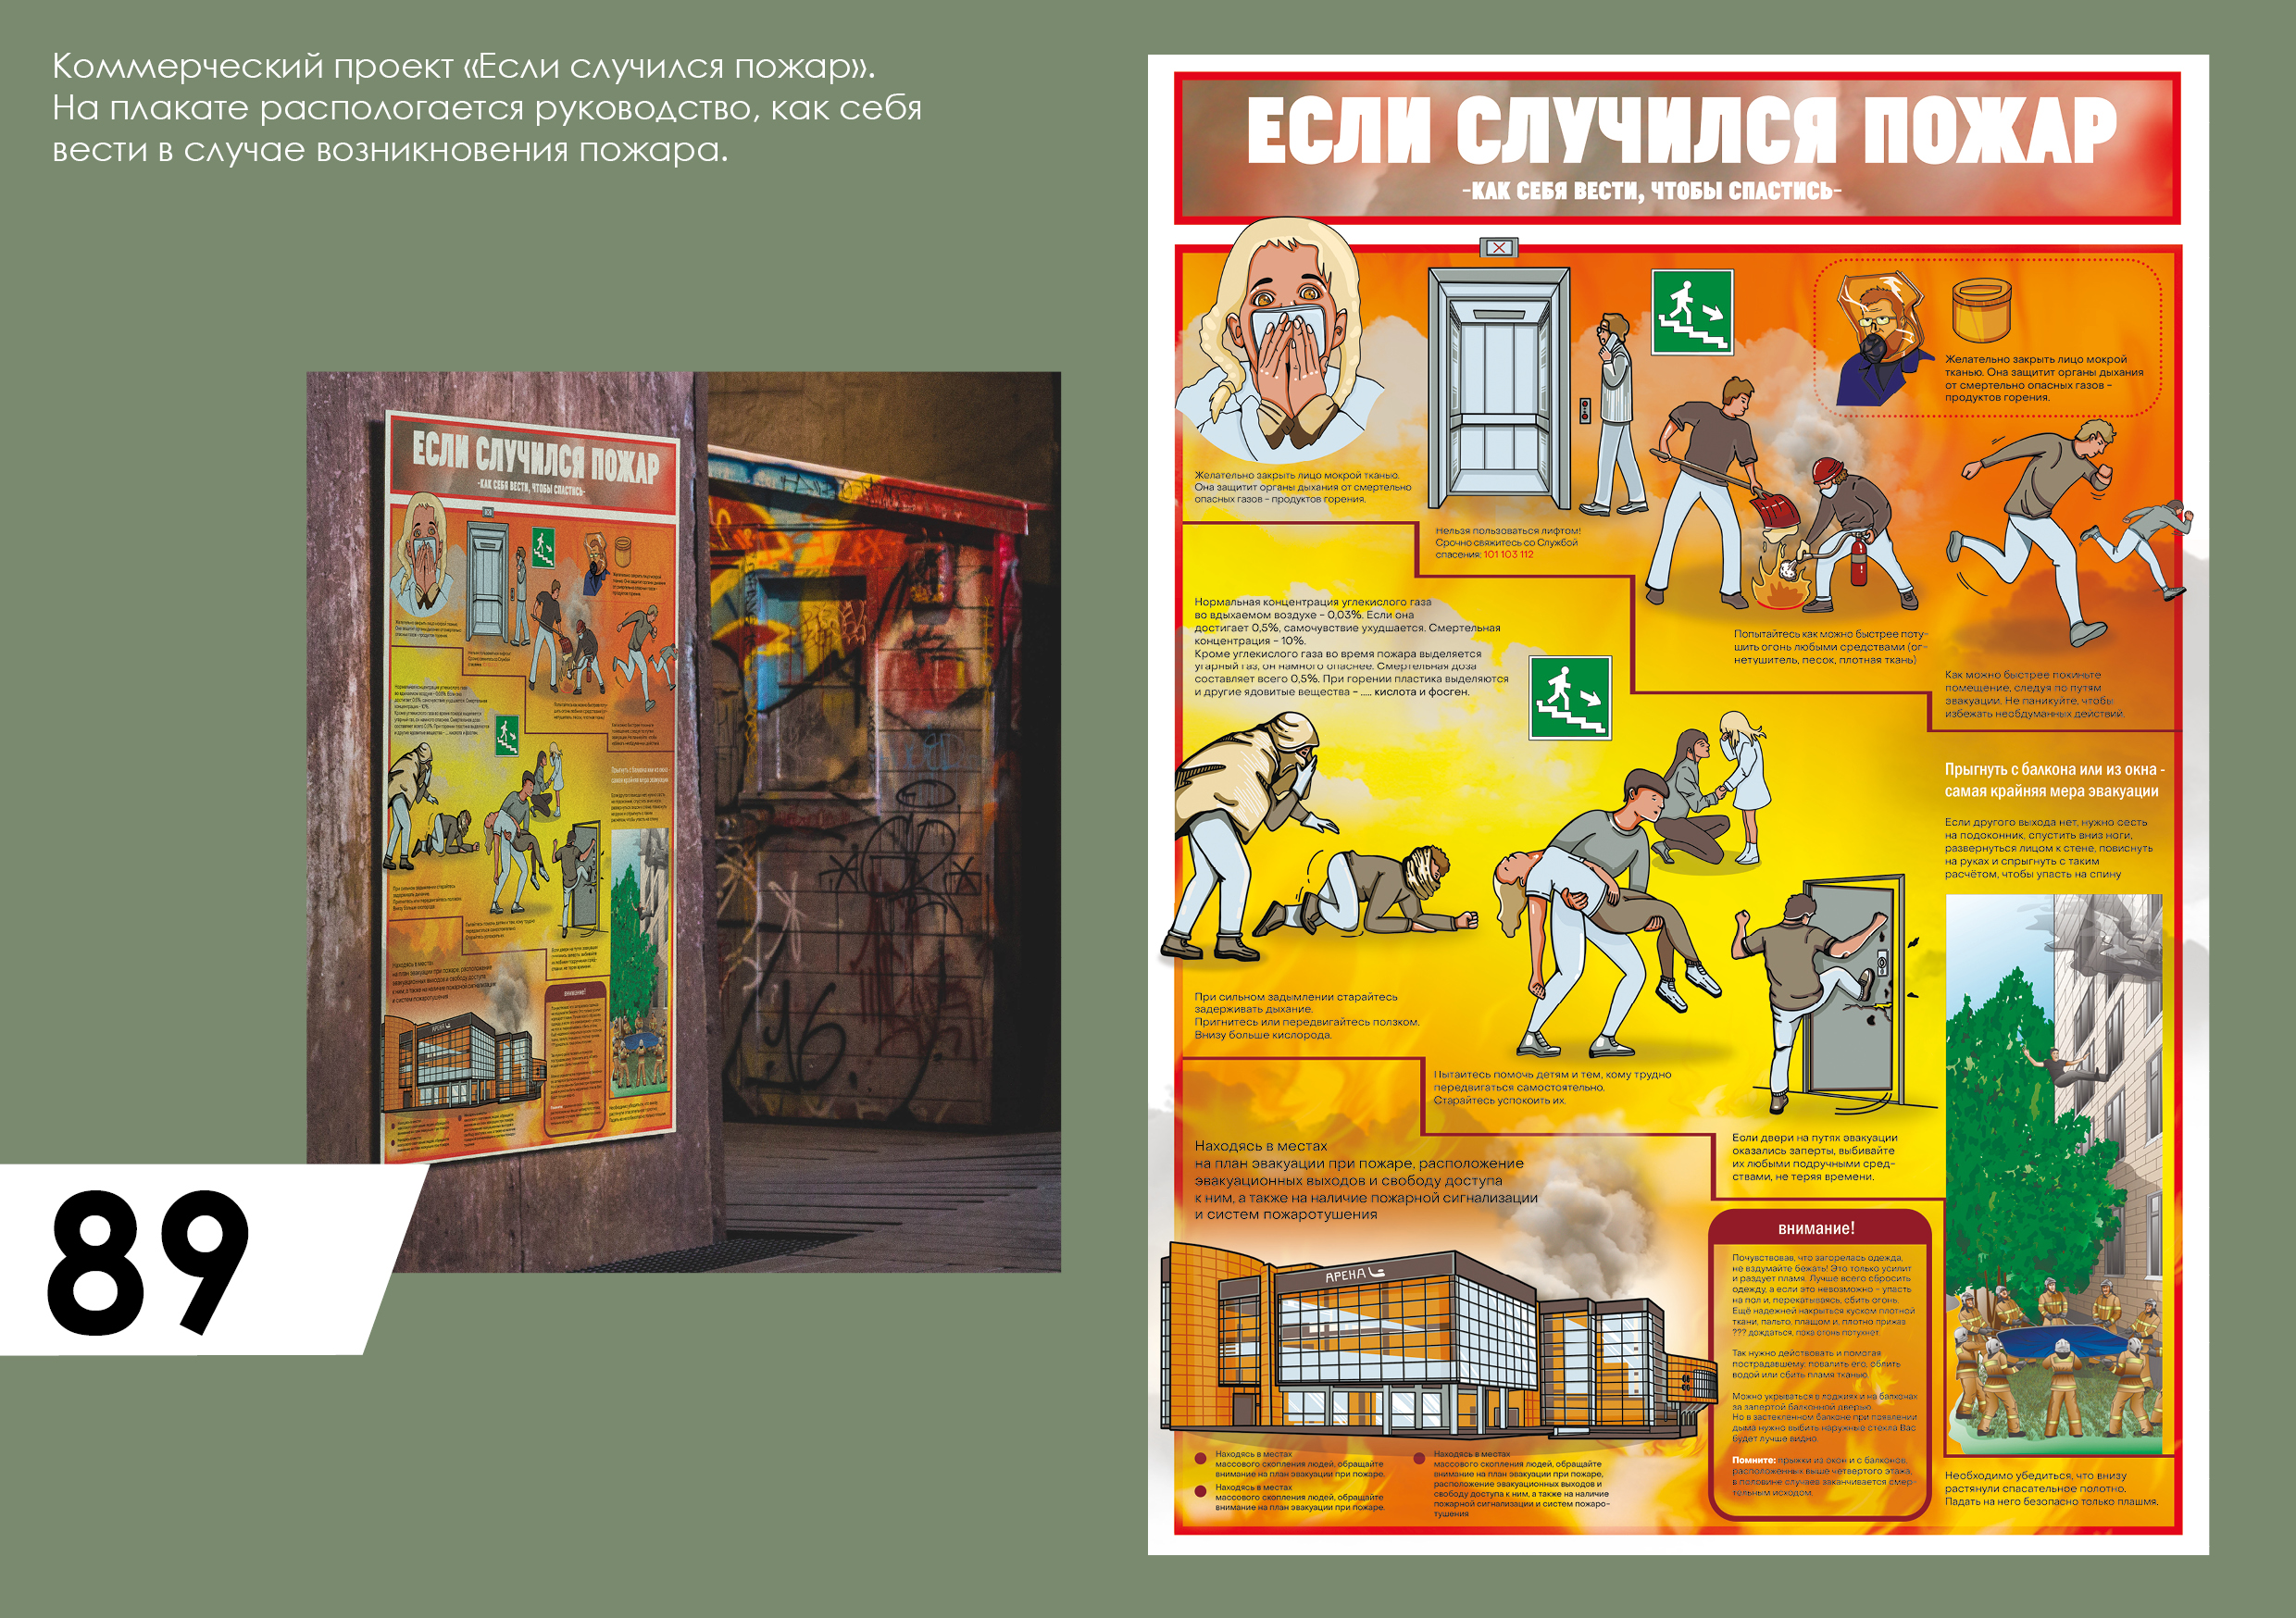 Коммерческий проект «Если случился пожар».
На плакате распологается руководство, как себя
вести в случае возникновения пожара.
89
ЕСЛИ СЛУЧИЛСЯ ПОЖАР
-КАК СЕБЯ ВЕСТИ, ЧТОБЫ СПАСТИСЬ-
Желательно закрыть лицо мокрой
тканью. Она защитит органы дыхания
от смертельно опасных газов –
продуктов горения.
Желательно закрыть лицо мокрой тканью.
Она защитит органы дыхания от смертельно
опасных газов – продуктов горения.
Нельзя пользоваться лифтом!
Срочно свяжитесь со Службой
спасения: 101 103 112
Попытайтесь как можно быстрее поту-
шить огонь любыми средствами (ог-
нетушитель, песок, плотная ткань)
Как можно быстрее покиньте
помещение, следуя по путям
эвакуации. Не паникуйте, чтобы
избежать необдуманных действий.
Нормальная концентрация углекислого газа
во вдыхаемом воздухе – 0,03%. Если она
достигает 0,5%, самочувствие ухудшается. Смертельная
концентрация – 10%.
Кроме углекислого газа во время пожара выделяется
угарный газ, он намного опаснее. Смертельная доза
составляет всего 0,5%. При горении пластика выделяются
и другие ядовитые вещества – ..... кислота и фосген.
Прыгнуть с балкона или из окна -
самая крайняя мера эвакуации
Если другого выхода нет, нужно сесть
на подоконник, спустить вниз ноги,
развернуться лицом к стене, повиснуть
на руках и спрыгнуть с таким
расчётом, чтобы упасть на спину
При сильном задымлении старайтесь
задерживать дыхание.
Пригнитесь или передвигайтесь ползком.
Внизу больше кислорода.
Пытайтесь помочь детям и тем, кому трудно
передвигаться самостоятельно.
Старайтесь успокоить их.
Если двери на путях эвакуации
оказались заперты, выбивайте
их любыми подручными сред-
ствами, не теряя времени.
Находясь в местах
на план эвакуации при пожаре, расположение
эвакуационных выходов и свободу доступа
к ним, а также на наличие пожарной сигнализации
и систем пожаротушения
АРЕНА
внимание!
Почувствовав, что загорелась одежда,
не вздумайте бежать! Это только усилит
и раздует пламя. Лучше всего сбросить
одежду, а если это невозможно – упасть
на пол и, перекатываясь, сбить огонь.
Ещё надежней накрыться куском плотной
ткани, пальто, плащом и, плотно прижав
??? дождаться, пока огонь потухнет.
Так нужно действовать и помогая
пострадавшему: повалить его, облить
водой или сбить пламя тканью.
Можно укрываться в лоджиях и на балконах
за запертой балконной дверью.
Но в застекленном балконе при появлении
дыма нужно выбить наружные стекла Вас
будет лучше видно.
Помните: прыжки из окон и с балконов,
расположенных выше четвертого этажа,
в половине случаев заканчивается смер-
тельным исходом.
Находясь в местах
массового скопления людей, обращайте
внимание на план эвакуации при пожаре.
Находясь в местах
массового скопления людей, обращайте
внимание на план эвакуации при пожаре.
Находясь в местах
массового скопления людей, обращайте
внимание на план эвакуации при пожаре,
расположение эвакуационных выходов и
свободу доступа к ним, а также на наличие
пожарной сигнализации и систем пожаро-
тушения
Необходимо убедиться, что внизу
растянули спасательное полотно.
Падать на него безопасно только плашмя.
ЕСЛИ СЛУЧИЛСЯ ПОЖАР
-КАК СЕБЯ ВЕСТИ, ЧТОБЫ СПАСТИСЬ-